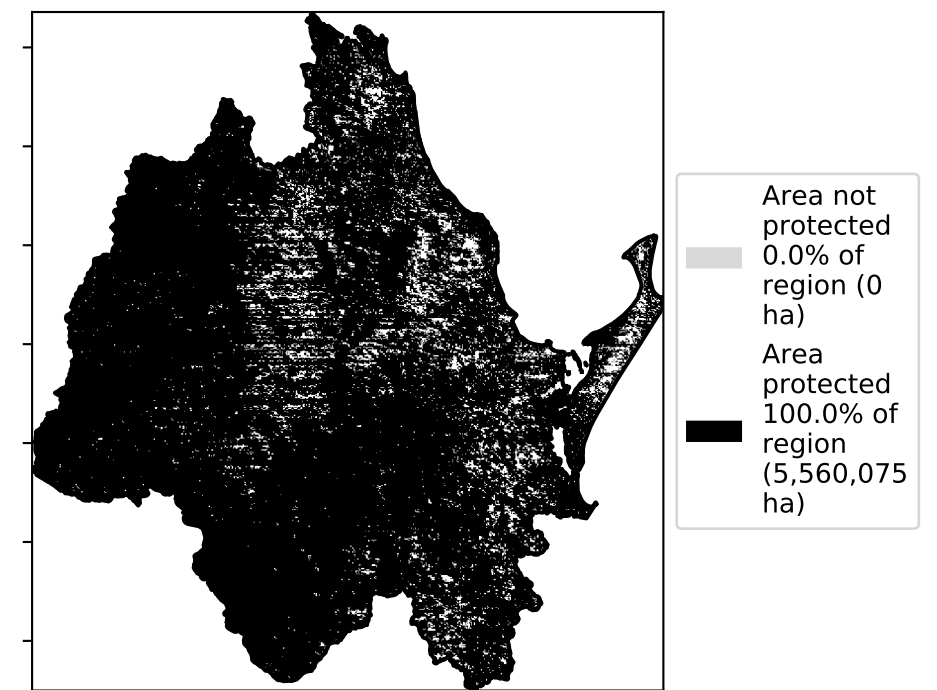 Area not
protected
0.0% of
region (0
ha)
Area
protected
100.0% of
region
(5,560,075
ha)